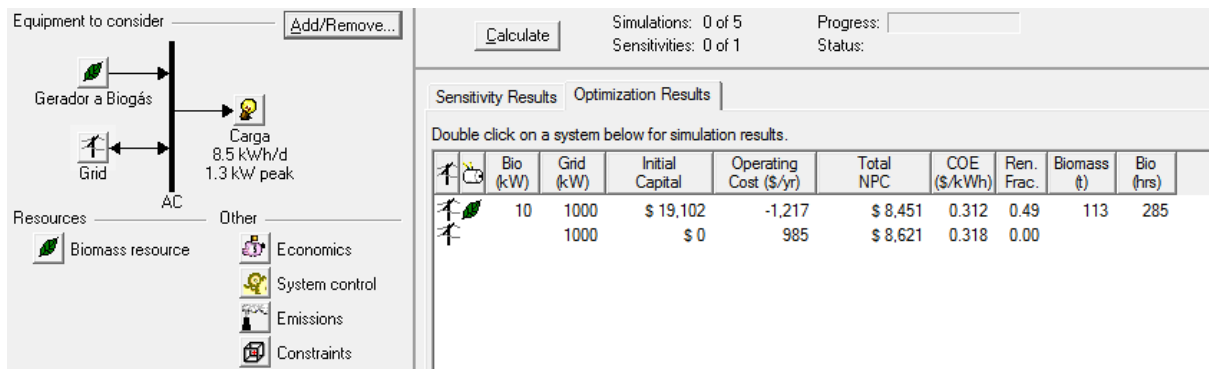 Equipment to consider
Add/Remove...
Gerador a Biogás
Carga
8.5 kWh/d
1.3 kW peak
Grid
AC
Resources
Other
Biomass resource
Economics
System control
Emissions
Constraints
Calculate
Simulations: 0 of 5
Progress:
Sensitivities: 0 of 1
Status:
Sensitivity Results
Optimization Results
Double click on a system below for simulation results.
Bio (kW) Grid (kW) Initial Capital Operating Cost ($/yr) Total NPC COE ($/kWh) Ren. Frac. Biomass (t) Bio (hrs)
10 1000 $ 19,102 -1,217 $ 8,451 0.312 0.49 113 285
1000 $ 0 985 $ 8,621 0.318 0.00